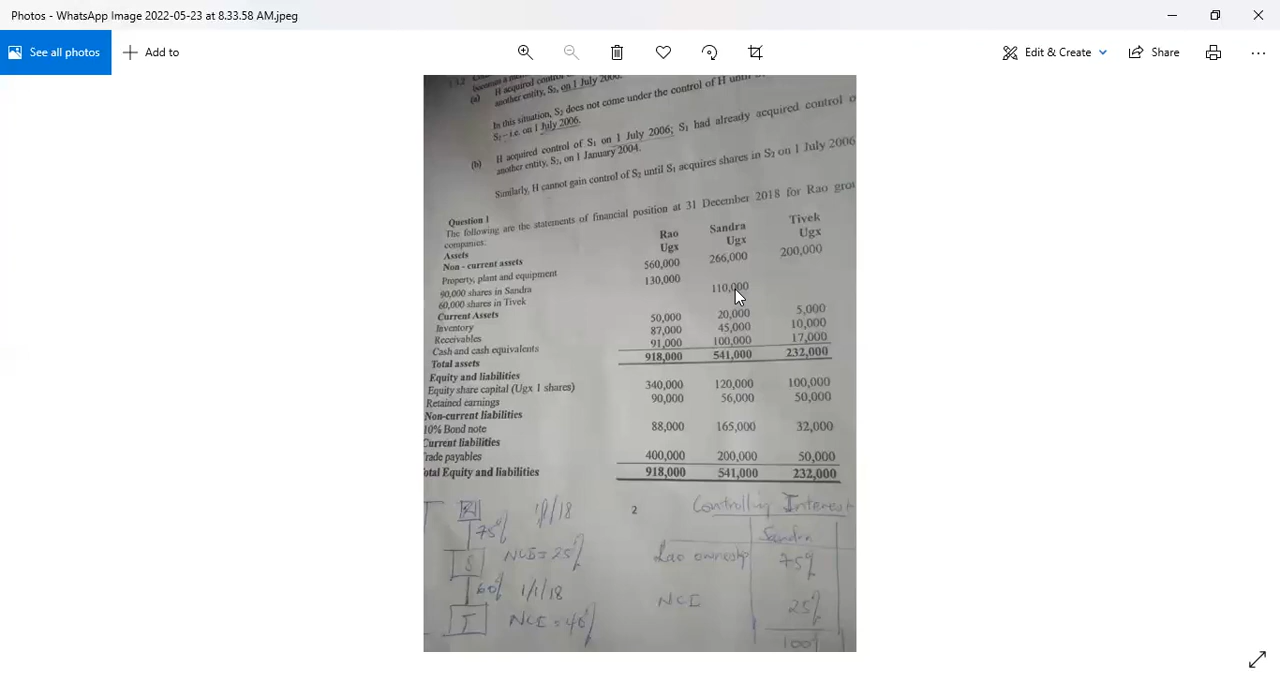 Photos - WhatsApp Image 2022-05-23 at 8.33.58 AM.jpeg
See all photos
Add to
Edit & Create
Share
(a) H acquired control
another entity, S₂, on 1 July 2006.
In this situation, S₂ does not come under the control of H until
S₁ – i.e. on 1 July 2006.
(b) H acquired control of S₁ on 1 July 2006; S₁ had already acquired control o
another entity, S₂, on 1 January 2004.
Similarly, H cannot gain control of S₂ until S₁ acquires shares in S₂ on 1 July 2006
Question 1
The following are the statements of financial position at 31 December 2018 for Rao grou
companies:
Rao Sandra Tivek
Assets Ugx Ugx Ugx
Non - current assets
Property, plant and equipment 560,000 266,000 200,000
90,000 shares in Sandra 130,000
60,000 shares in Tivek 110,000
Current Assets
Inventory 50,000 20,000 5,000
Receivables 87,000 45,000 10,000
Cash and cash equivalents 91,000 100,000 17,000
Total assets 918,000 541,000 232,000
Equity and liabilities
Equity share capital (Ugx 1 shares) 340,000 120,000 100,000
Retained earnings 90,000 56,000 50,000
Non-current liabilities
10% Bond note 88,000 165,000 32,000
Current liabilities
Trade payables 400,000 200,000 50,000
otal Equity and liabilities 918,000 541,000 232,000
2
Controlling Interest
R 1/1/18
75%
Sandra
S NCI = 25%
Rao ownership 75%
60% 1/1/18
NCI 25%
T NCI = 40%
100%